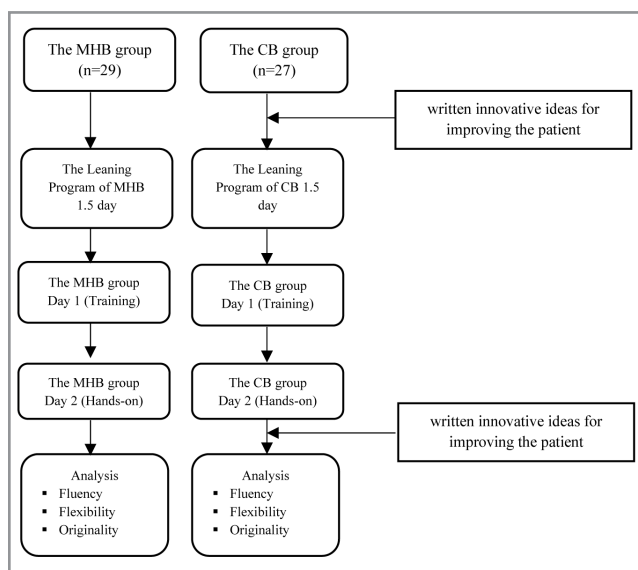 The MHB group
(n=29)
The CB group
(n=27)
written innovative ideas for
improving the patient
The Leaning
Program of MHB
1.5 day
The Leaning
Program of CB 1.5
day
The MHB group
Day 1 (Training)
The CB group
Day 1 (Training)
The MHB group
Day 2 (Hands-on)
The CB group
Day 2 (Hands-on)
written innovative ideas for
improving the patient
Analysis
▪ Fluency
▪ Flexibility
▪ Originality
Analysis
▪ Fluency
▪ Flexibility
▪ Originality